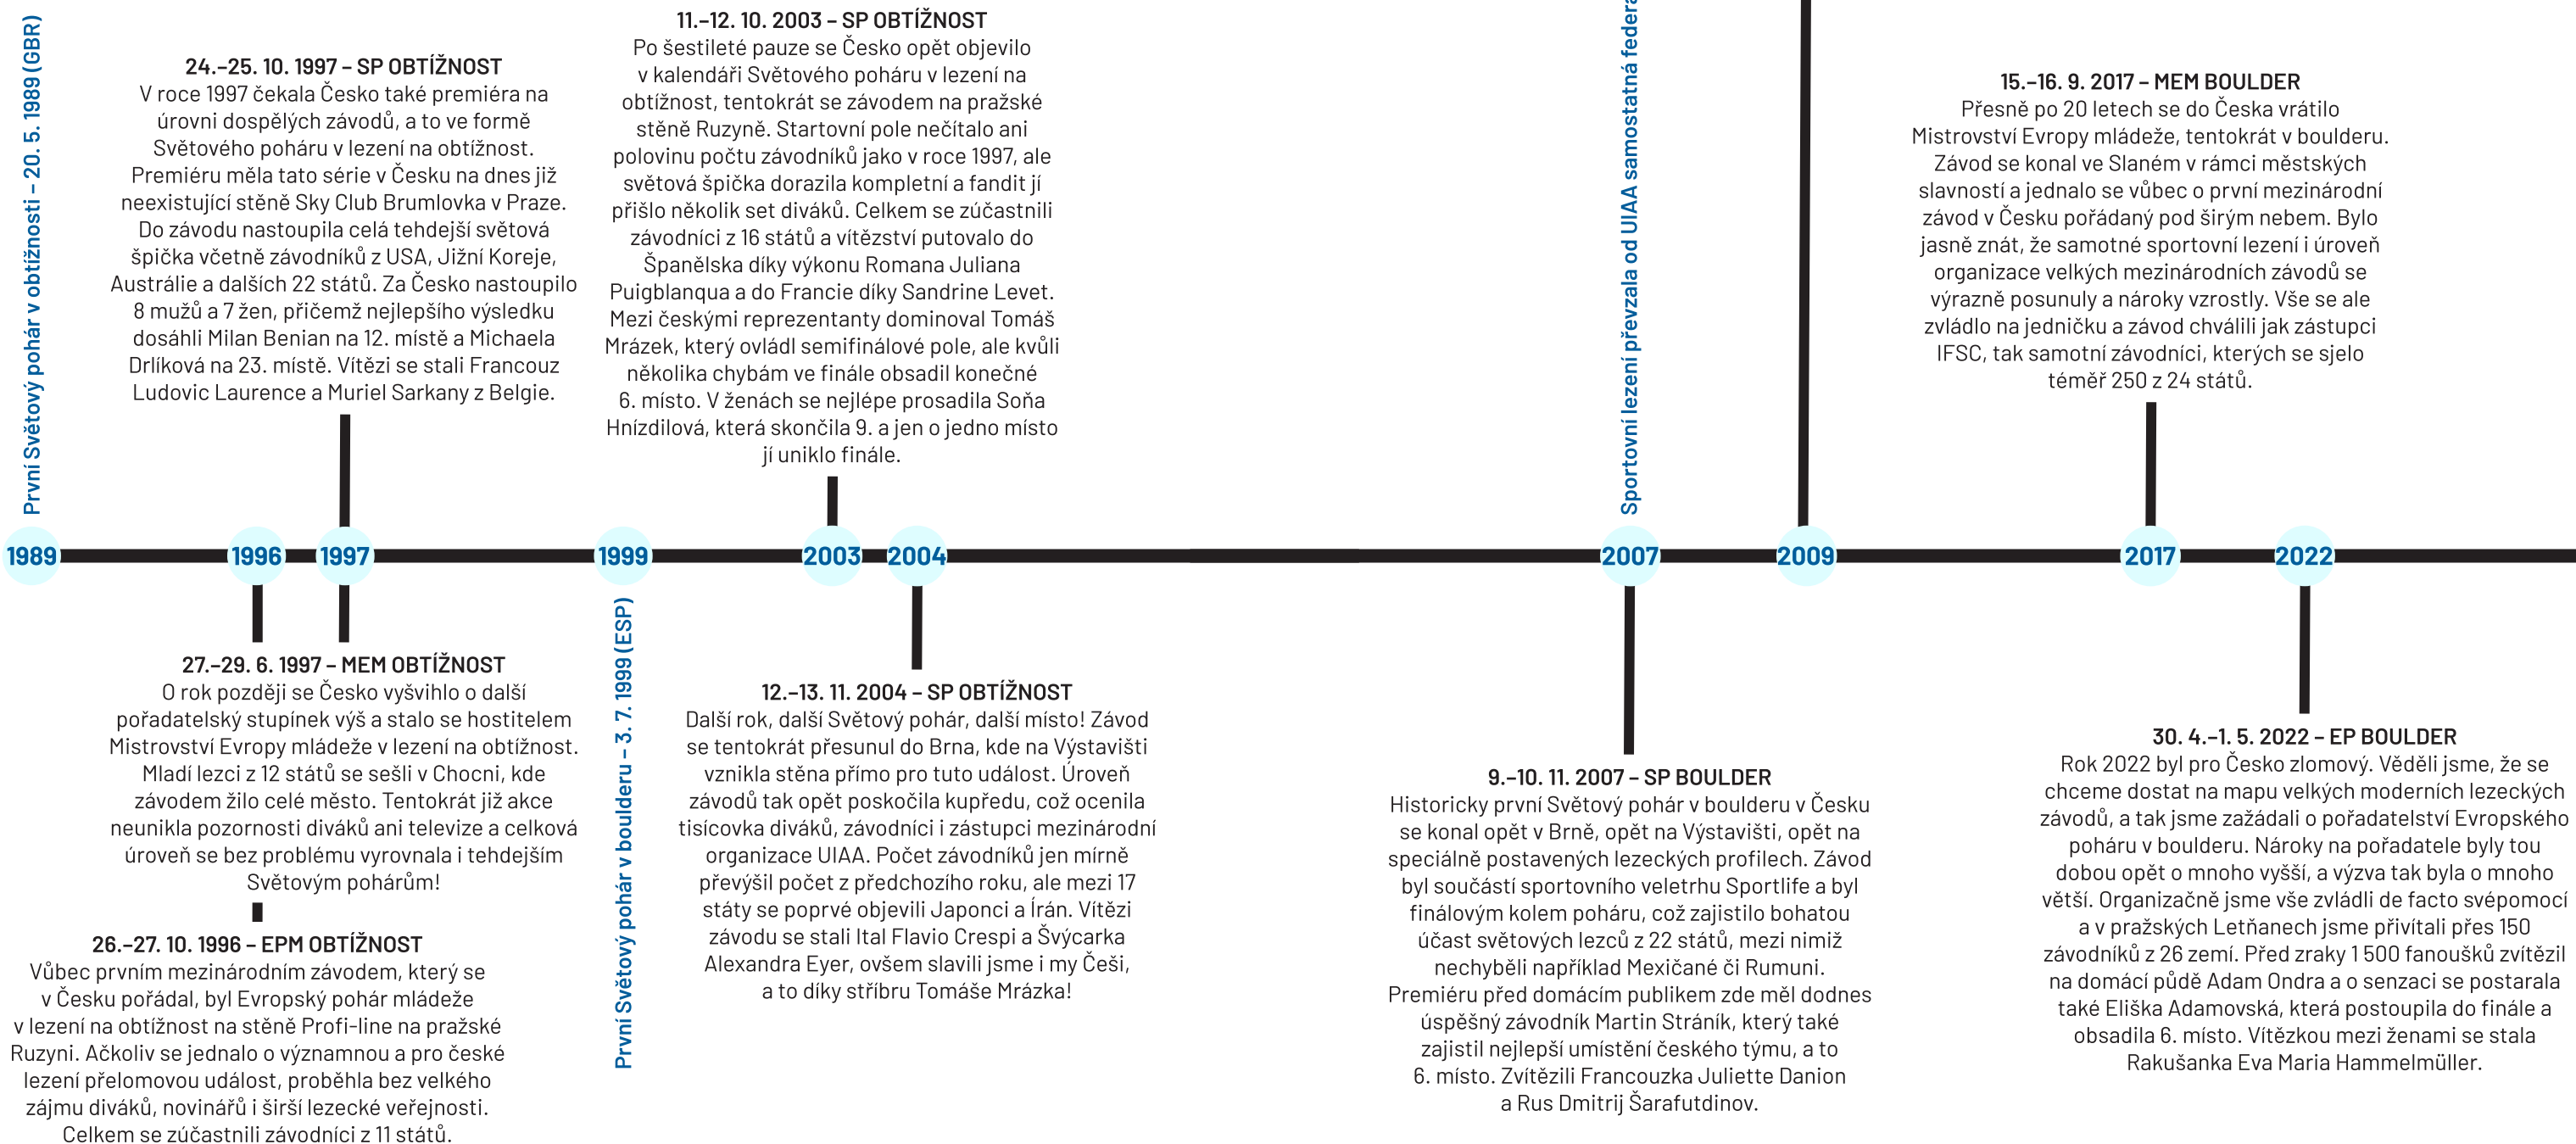 První Světový pohár v obtížnosti – 20. 5. 1989 (GBR)
24.–25. 10. 1997 – SP OBTÍŽNOST
V roce 1997 čekala Česko také premiéra na
úrovni dospělých závodů, a to ve formě
Světového poháru v lezení na obtížnost.
Premiéru měla tato série v Česku na dnes již
neexistující stěně Sky Club Brumlovka v Praze.
Do závodu nastoupila celá tehdejší světová
špička včetně závodníků z USA, Jižní Koreje,
Austrálie a dalších 22 států. Za Česko nastoupilo
8 mužů a 7 žen, přičemž nejlepšího výsledku
dosáhli Milan Benian na 12. místě a Michaela
Drlíková na 23. místě. Vítězi se stali Francouz
Ludovic Laurence a Muriel Sarkany z Belgie.
11.–12. 10. 2003 – SP OBTÍŽNOST
Po šestileté pauze se Česko opět objevilo
v kalendáři Světového poháru v lezení na
obtížnost, tentokrát se závodem na pražské
stěně Ruzyně. Startovní pole nečítalo ani
polovinu počtu závodníků jako v roce 1997, ale
světová špička dorazila kompletní a fandit jí
přišlo několik set diváků. Celkem se zúčastnili
závodníci z 16 států a vítězství putovalo do
Španělska díky výkonu Romana Juliana
Puigblanqua a do Francie díky Sandrine Levet.
Mezi českými reprezentanty dominoval Tomáš
Mrázek, který ovládl semifinálové pole, ale kvůli
několika chybám ve finále obsadil konečné
6. místo. V ženách se nejlépe prosadila Soňa
Hnízdilová, která skončila 9. a jen o jedno místo
jí uniklo finále.
Sportovní lezení převzala od UIAA samostatná
15.–16. 9. 2017 – MEM BOULDER
Přesně po 20 letech se do Česka vrátilo
Mistrovství Evropy mládeže, tentokrát v boulderu.
Závod se konal ve Slaném v rámci městských
slavností a jednalo se vůbec o první mezinárodní
závod v Česku pořádaný pod širým nebem. Bylo
jasně znát, že samotné sportovní lezení i úroveň
organizace velkých mezinárodních závodů se
výrazně posunuly a nároky vzrostly. Vše se ale
zvládlo na jedničku a závod chválili jak zástupci
IFSC, tak samotní závodníci, kterých se sjelo
téměř 250 z 24 států.
1989
1996
1997
1999
2003
2004
2007
2009
2017
2022
27.–29. 6. 1997 – MEM OBTÍŽNOST
O rok později se Česko vyšvihlo o další
pořadatelský stupínek výš a stalo se hostitelem
Mistrovství Evropy mládeže v lezení na obtížnost.
Mladí lezci z 12 států se sešli v Chocni, kde
závodem žilo celé město. Tentokrát již akce
neunikla pozornosti diváků ani televize a celková
úroveň se bez problému vyrovnala i tehdejším
Světovým pohárům!
26.–27. 10. 1996 – EPM OBTÍŽNOST
Vůbec prvním mezinárodním závodem, který se
v Česku pořádal, byl Evropský pohár mládeže
v lezení na obtížnost na stěně Profi-line na pražské
Ruzyni. Ačkoliv se jednalo o významnou a pro české
lezení přelomovou událost, proběhla bez velkého
zájmu diváků, novinářů i širší lezecké veřejnosti.
Celkem se zúčastnili závodníci z 11 států.
První Světový pohár v boulderu – 3. 7. 1999 (ESP)
12.–13. 11. 2004 – SP OBTÍŽNOST
Další rok, další Světový pohár, další místo! Závod
se tentokrát přesunul do Brna, kde na Výstavišti
vznikla stěna přímo pro tuto událost. Úroveň
závodů tak opět poskočila kupředu, což ocenila
tisícovka diváků, závodníci i zástupci mezinárodní
organizace UIAA. Počet závodníků jen mírně
převýšil počet z předchozího roku, ale mezi 17
státy se poprvé objevili Japonci a Írán. Vítězi
závodu se stali Ital Flavio Crespi a Švýcarka
Alexandra Eyer, ovšem slavili jsme i my Češi,
a to díky stříbru Tomáše Mrázka!
9.–10. 11. 2007 – SP BOULDER
Historicky první Světový pohár v boulderu v Česku
se konal opět v Brně, opět na Výstavišti, opět na
speciálně postavených lezeckých profilech. Závod
byl součástí sportovního veletrhu Sportlife a byl
finálovým kolem poháru, což zajistilo bohatou
účast světových lezců z 22 států, mezi nimiž
nechyběli například Mexičané či Rumuni.
Premiéru před domácím publikem zde měl dodnes
úspěšný závodník Martin Stráník, který také
zajistil nejlepší umístění českého týmu, a to
6. místo. Zvítězili Francouzka Juliette Danion
a Rus Dmitrij Šarafutdinov.
30. 4.–1. 5. 2022 – EP BOULDER
Rok 2022 byl pro Česko zlomový. Věděli jsme, že se
chceme dostat na mapu velkých moderních lezeckých
závodů, a tak jsme zažádali o pořadatelství Evropského
poháru v boulderu. Nároky na pořadatele byly tou
dobou opět o mnoho vyšší, a výzva tak byla o mnoho
větší. Organizačně jsme vše zvládli de facto svépomocí
a v pražských Letňanech jsme přivítali přes 150
závodníků z 26 zemí. Před zraky 1 500 fanoušků zvítězil
na domácí půdě Adam Ondra a o senzaci se postarala
také Eliška Adamovská, která postoupila do finále a
obsadila 6. místo. Vítězkou mezi ženami se stala
Rakušanka Eva Maria Hammelmüller.